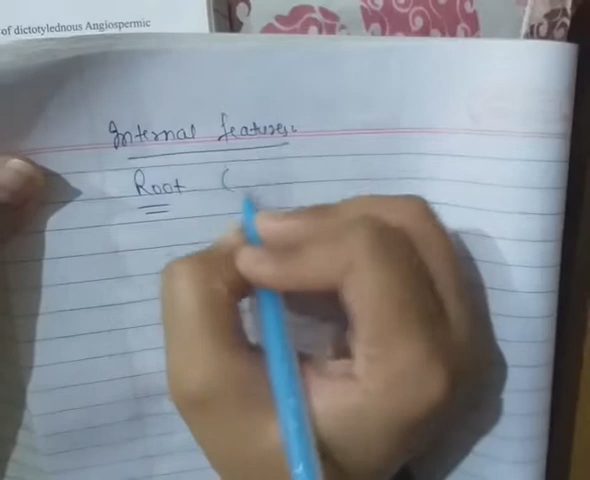 of dictotylednous Angiospermic
Internal features:
Root (